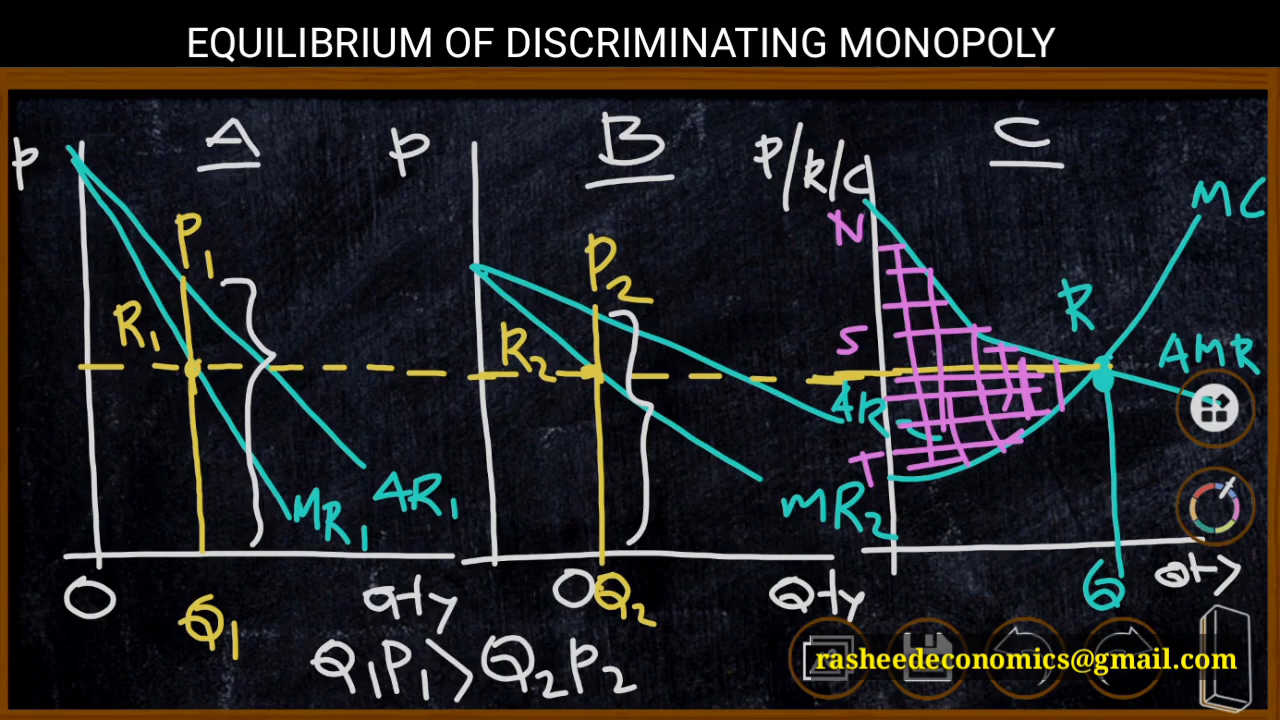 EQUILIBRIUM OF DISCRIMINATING MONOPOLY
A
B
C
P
P
P/R/C
MC
N
P1
P2
R1
R2
S
R
AMR
AR2
T
AR1
MR1
MR2
O
Q1
Qty
O
Q2
Qty
Q
Qty
Q1P1 > Q2P2
rasheedeconomics@gmail.com